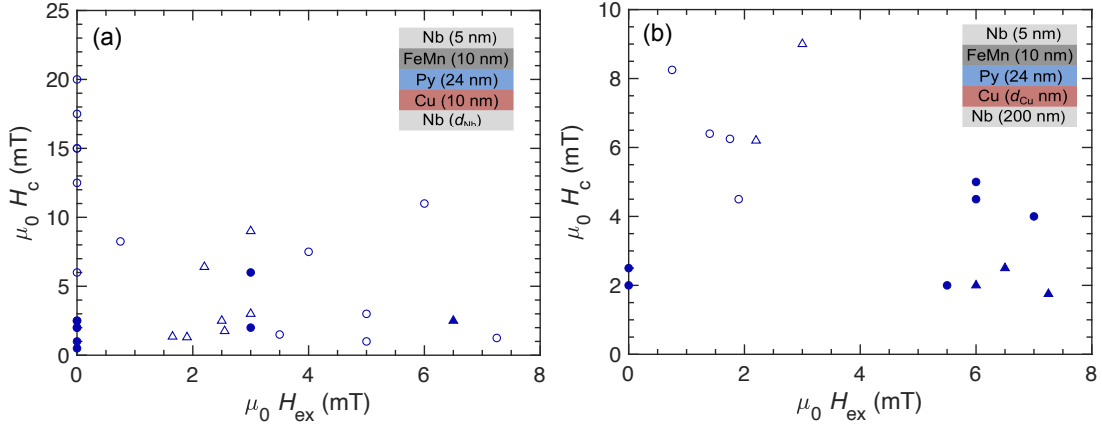 (a)
Nb (5 nm)
FeMn (10 nm)
Py (24 nm)
Cu (10 nm)
Nb (dNb)
25
20
15
10
5
0
μ0 Hc (mT)
0 2 4 6 8
μ0 Hex (mT)
(b)
Nb (5 nm)
FeMn (10 nm)
Py (24 nm)
Cu (dCu nm)
Nb (200 nm)
10
8
6
4
2
0
μ0 Hc (mT)
0 2 4 6 8
μ0 Hex (mT)